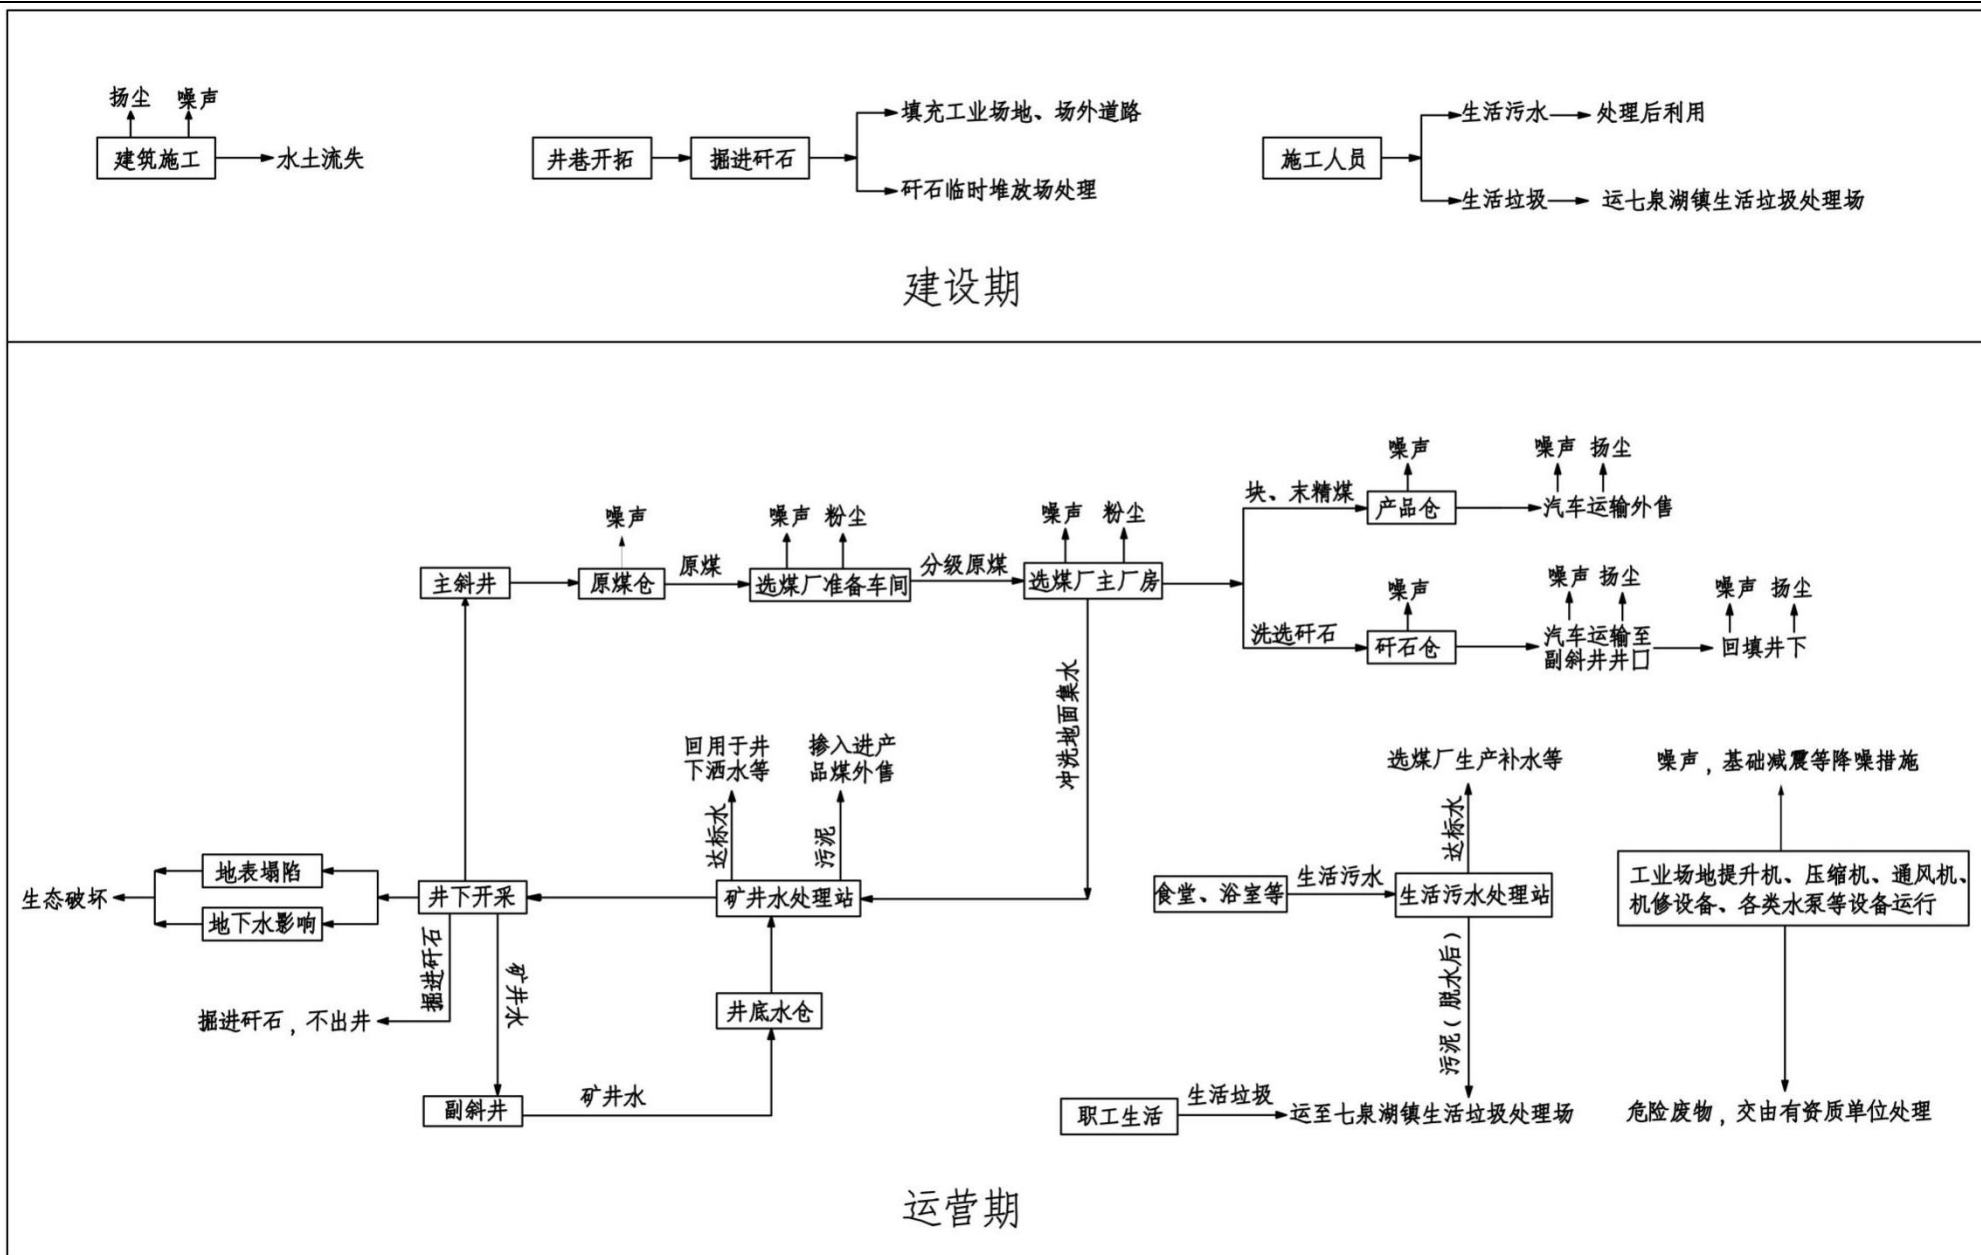 扬尘
噪声
建筑施工
水土流失
井巷开拓
掘进矸石
填充工业场地、场外道路
矸石临时堆放场处理
施工人员
生活污水
处理后利用
生活垃圾
运七泉湖镇生活垃圾处理场
建设期
噪声
噪声
扬尘
块、末精煤
产品仓
汽车运输外售
噪声
噪声
粉尘
噪声
粉尘
主斜井
原煤仓
原煤
选煤厂准备车间
分级原煤
选煤厂主厂房
噪声
噪声
扬尘
噪声
扬尘
洗选矸石
矸石仓
汽车运输至
副斜井井口
回填井下
冲洗地面集水
回用于井
下洒水等
掺入进产
品煤外售
达标水
污泥
选煤厂生产补水等
达标水
噪声，基础减震等降噪措施
生态破坏
地表塌陷
地下水影响
井下开采
矿井水处理站
食堂、浴室等
生活污水
生活污水处理站
工业场地提升机、压缩机、通风机、
机修设备、各类水泵等设备运行
掘进矸石
矿井水
掘进矸石，不出井
井底水仓
污泥（脱水后）
副斜井
矿井水
职工生活
生活垃圾
运至七泉湖镇生活垃圾处理场
危险废物，交由有资质单位处理
运营期